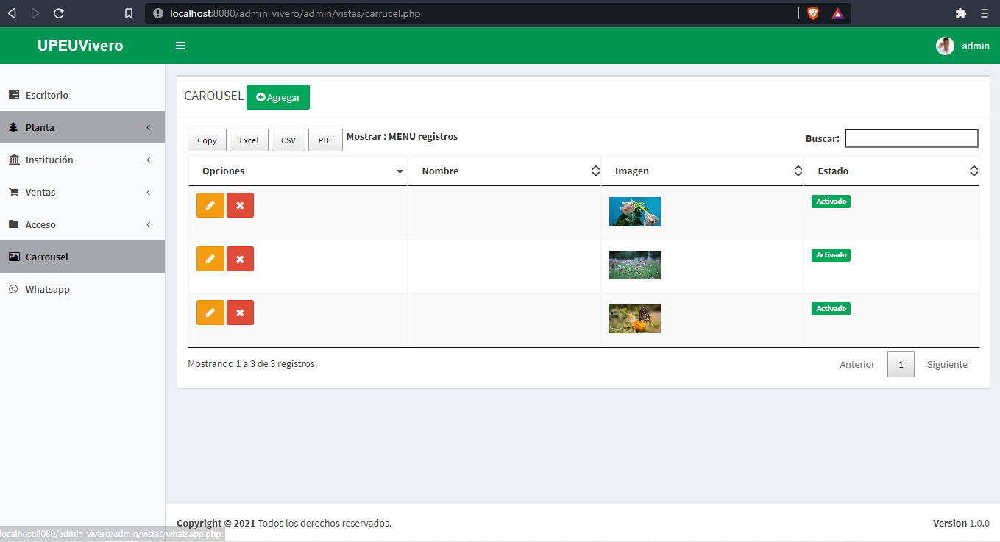 localhost:8080/admin_vivero/admin/vistas/carrucel.php
UPEUVivero
admin
Escritorio
Planta
Institución
Ventas
Acceso
Carrousel
Whatsapp
CAROUSEL Agregar
Copy Excel CSV PDF Mostrar : MENU registros Buscar:
Opciones Nombre Imagen Estado
Activado
Activado
Activado
Mostrando 1 a 3 de 3 registros Anterior 1 Siguiente
Copyright © 2021 Todos los derechos reservados. Version 1.0.0
localhost:8080/admin_vivero/admin/vistas/whatsapp.php